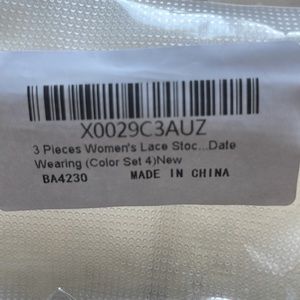 X0029C3AUZ
3 Pieces Women's Lace Stoc...Date
Wearing (Color Set 4)New
BA4230 MADE IN CHINA